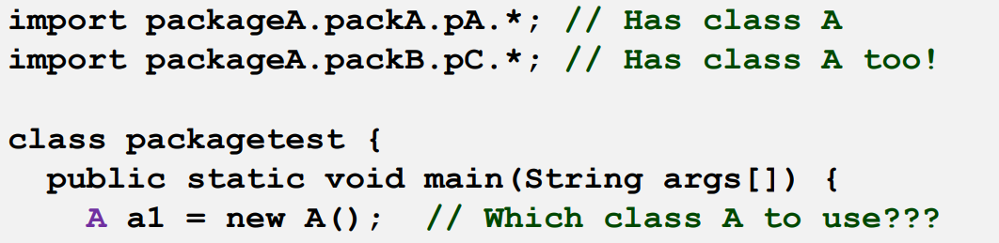 import packageA.packA.pA.*; // Has class A
import packageA.packB.pC.*; // Has class A too!
class packagetest {
public static void main(String args[]) {
A a1 = new A(); // Which class A to use???